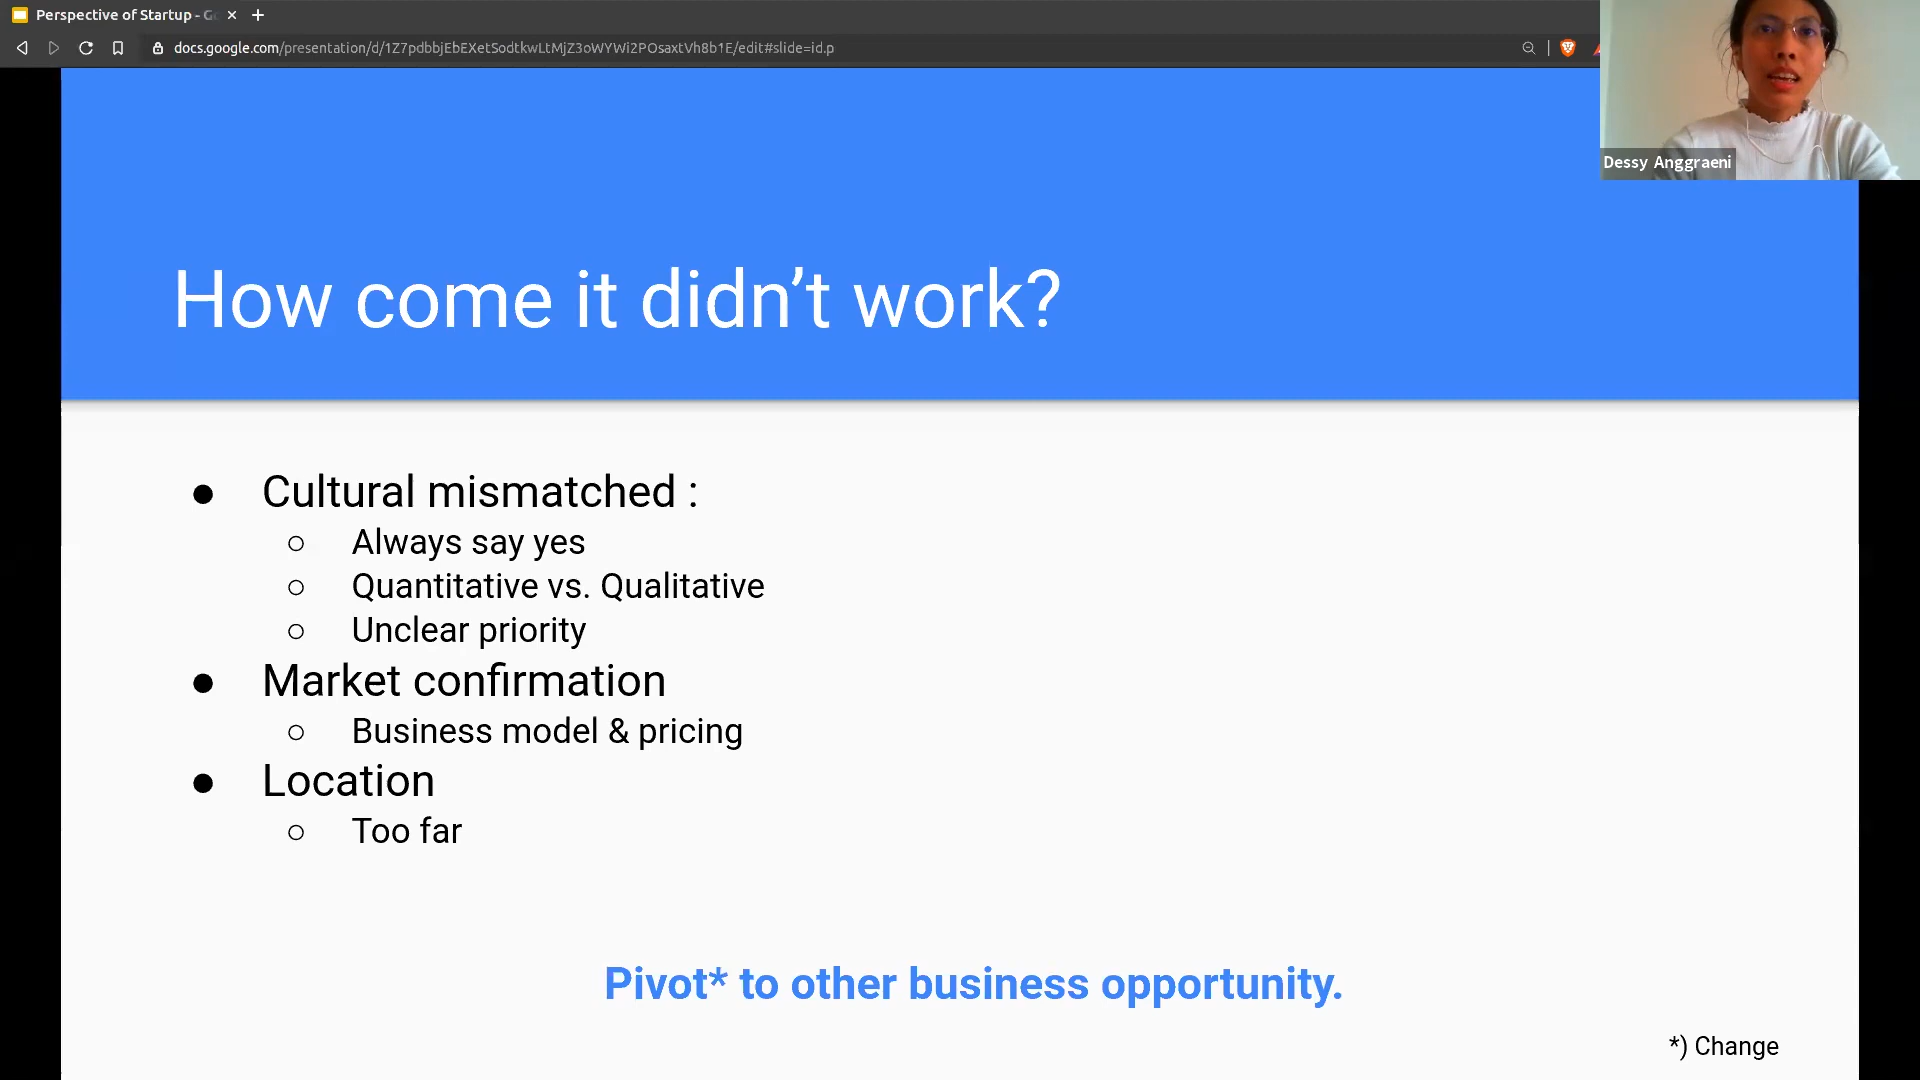 Perspective of Startup - G
docs.google.com/presentation/d/1Z7pdbbjEbEXetSodtkwLtMjZ3oWYWi2POsaxtVh8b1E/edit#slide=id.p
Dessy Anggraeni
How come it didn’t work?
● Cultural mismatched :
○ Always say yes
○ Quantitative vs. Qualitative
○ Unclear priority
● Market confirmation
○ Business model & pricing
● Location
○ Too far
Pivot* to other business opportunity.
*) Change